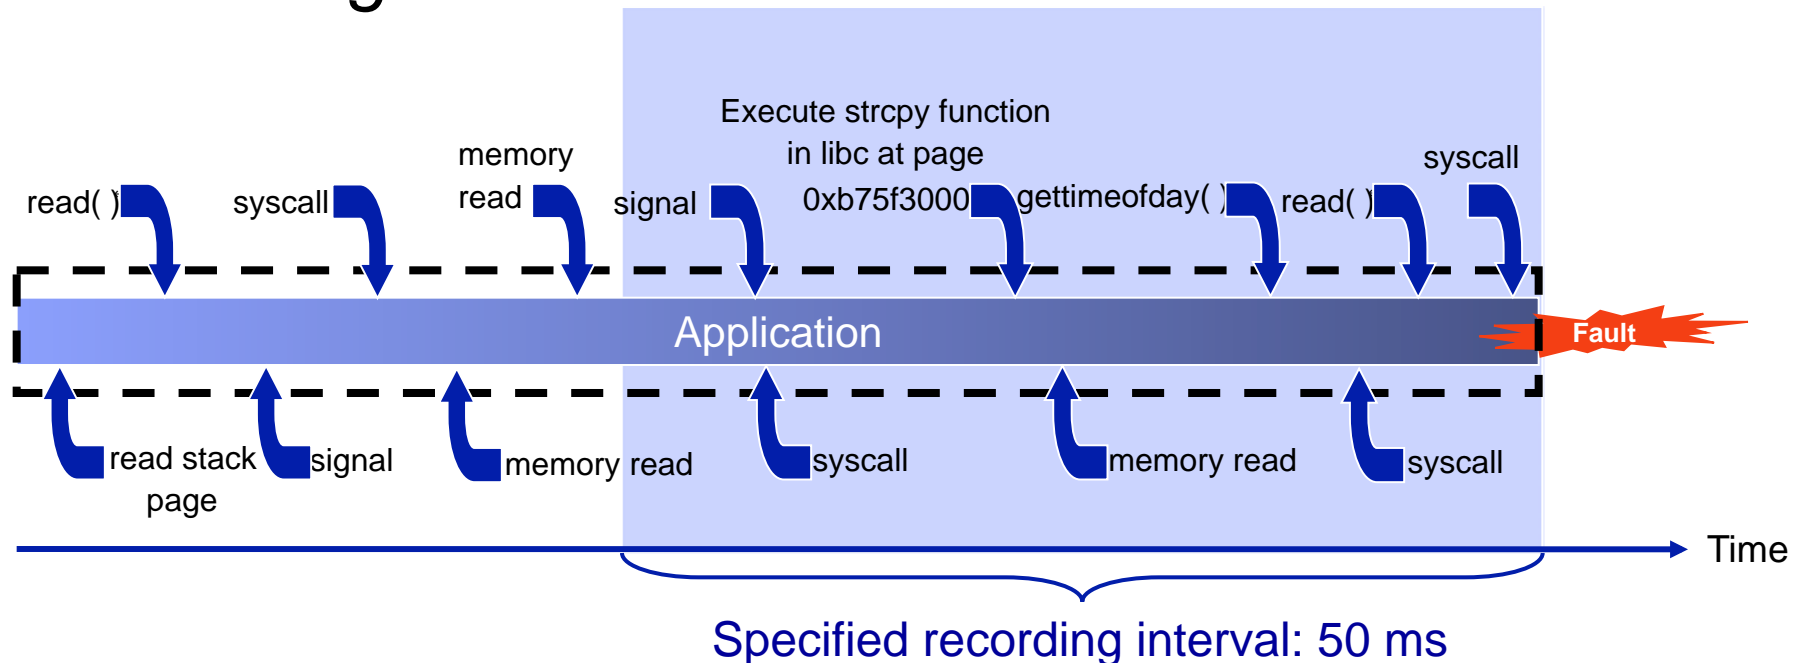 Execute strcpy function
in libc at page
0xb75f3000
memory
read
syscall
read( )
syscall
signal
gettimeofday( )
read( )
Application
Fault
read stack
page
signal
memory read
syscall
memory read
syscall
Time
Specified recording interval: 50 ms